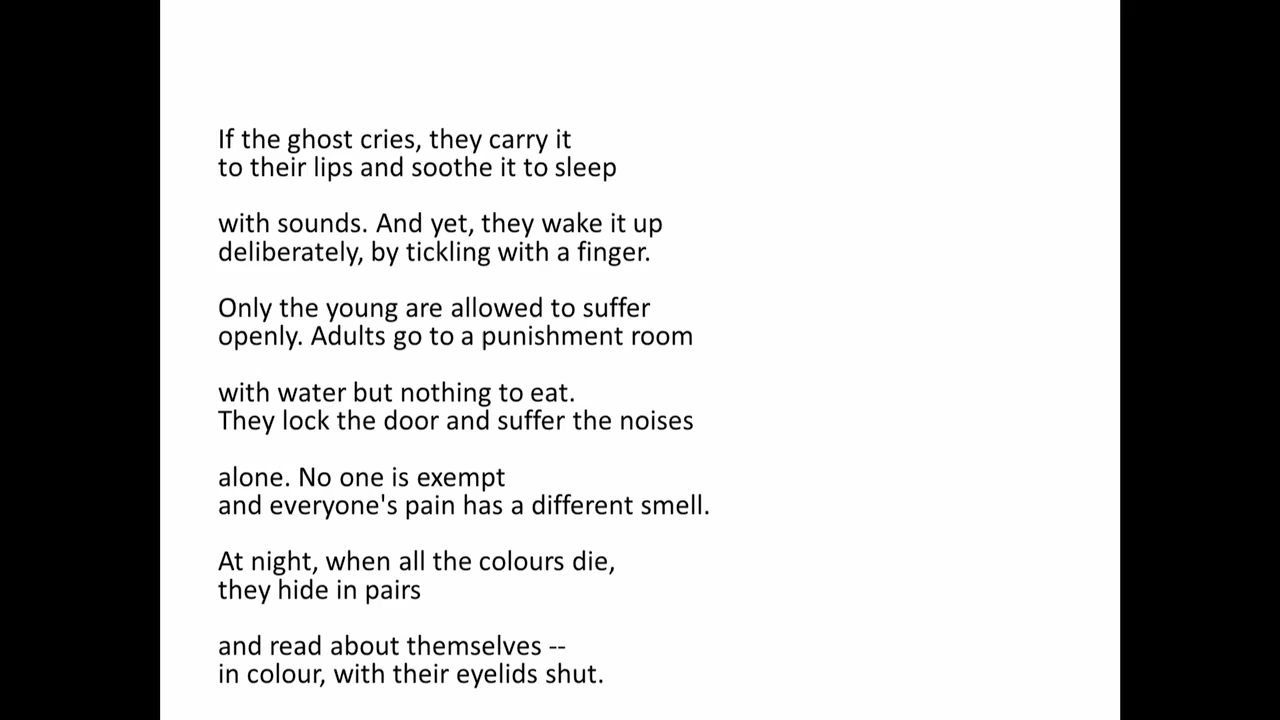 If the ghost cries, they carry it
to their lips and soothe it to sleep
with sounds. And yet, they wake it up
deliberately, by tickling with a finger.
Only the young are allowed to suffer
openly. Adults go to a punishment room
with water but nothing to eat.
They lock the door and suffer the noises
alone. No one is exempt
and everyone's pain has a different smell.
At night, when all the colours die,
they hide in pairs
and read about themselves --
in colour, with their eyelids shut.